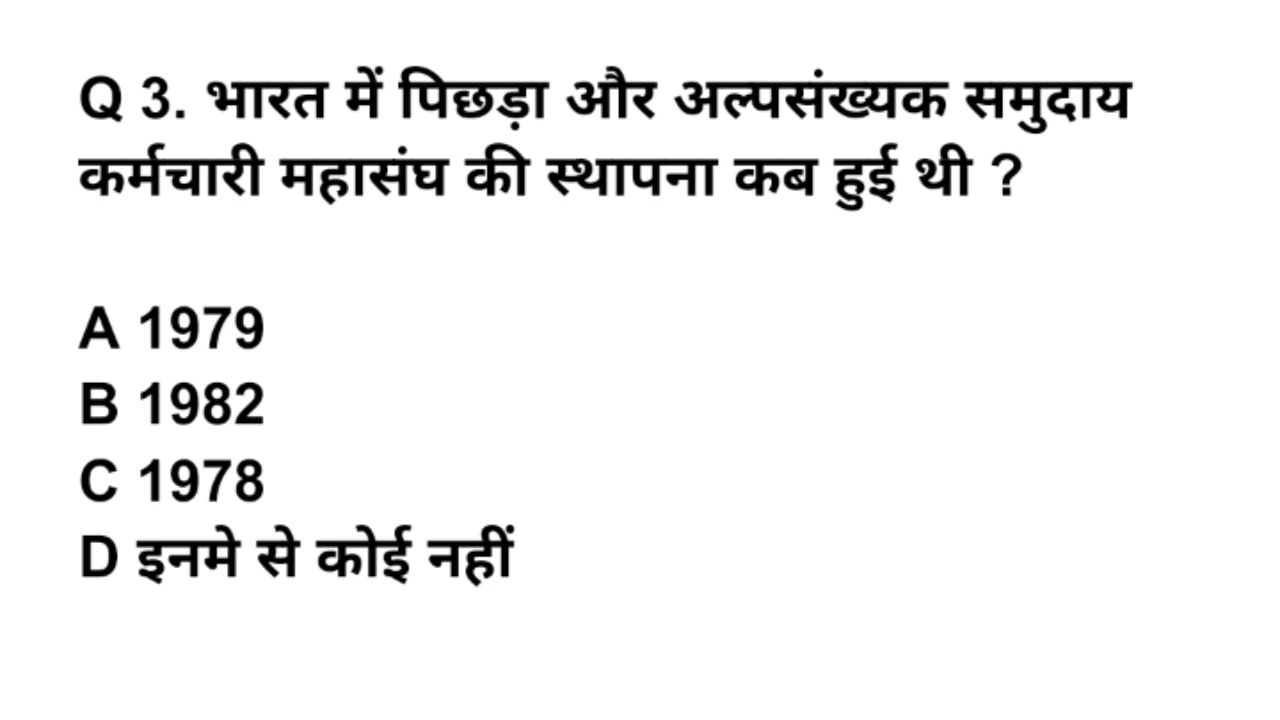 Q 3. भारत में पिछड़ा और अल्पसंख्यक समुदाय
कर्मचारी महासंघ की स्थापना कब हुई थी ?
A 1979
B 1982
C 1978
D इनमे से कोई नहीं